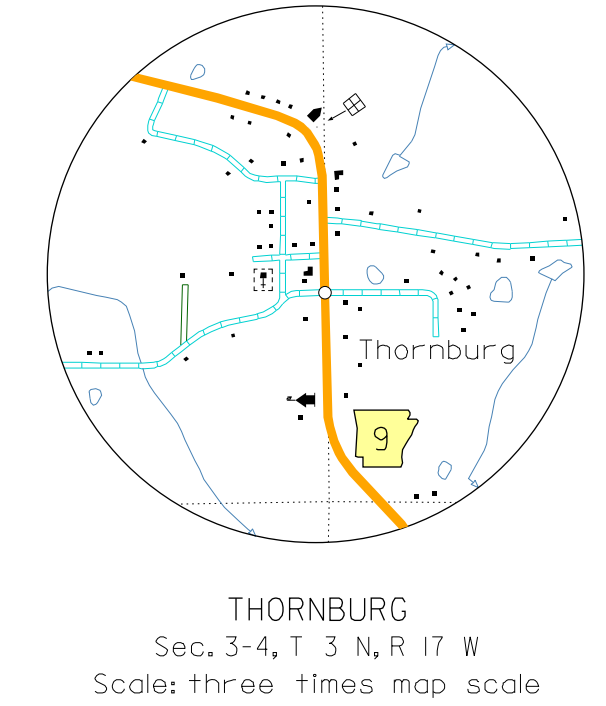 Thornburg
9
THORNBURG
Sec. 3-4, T 3 N, R 17 W
Scale: three times map scale